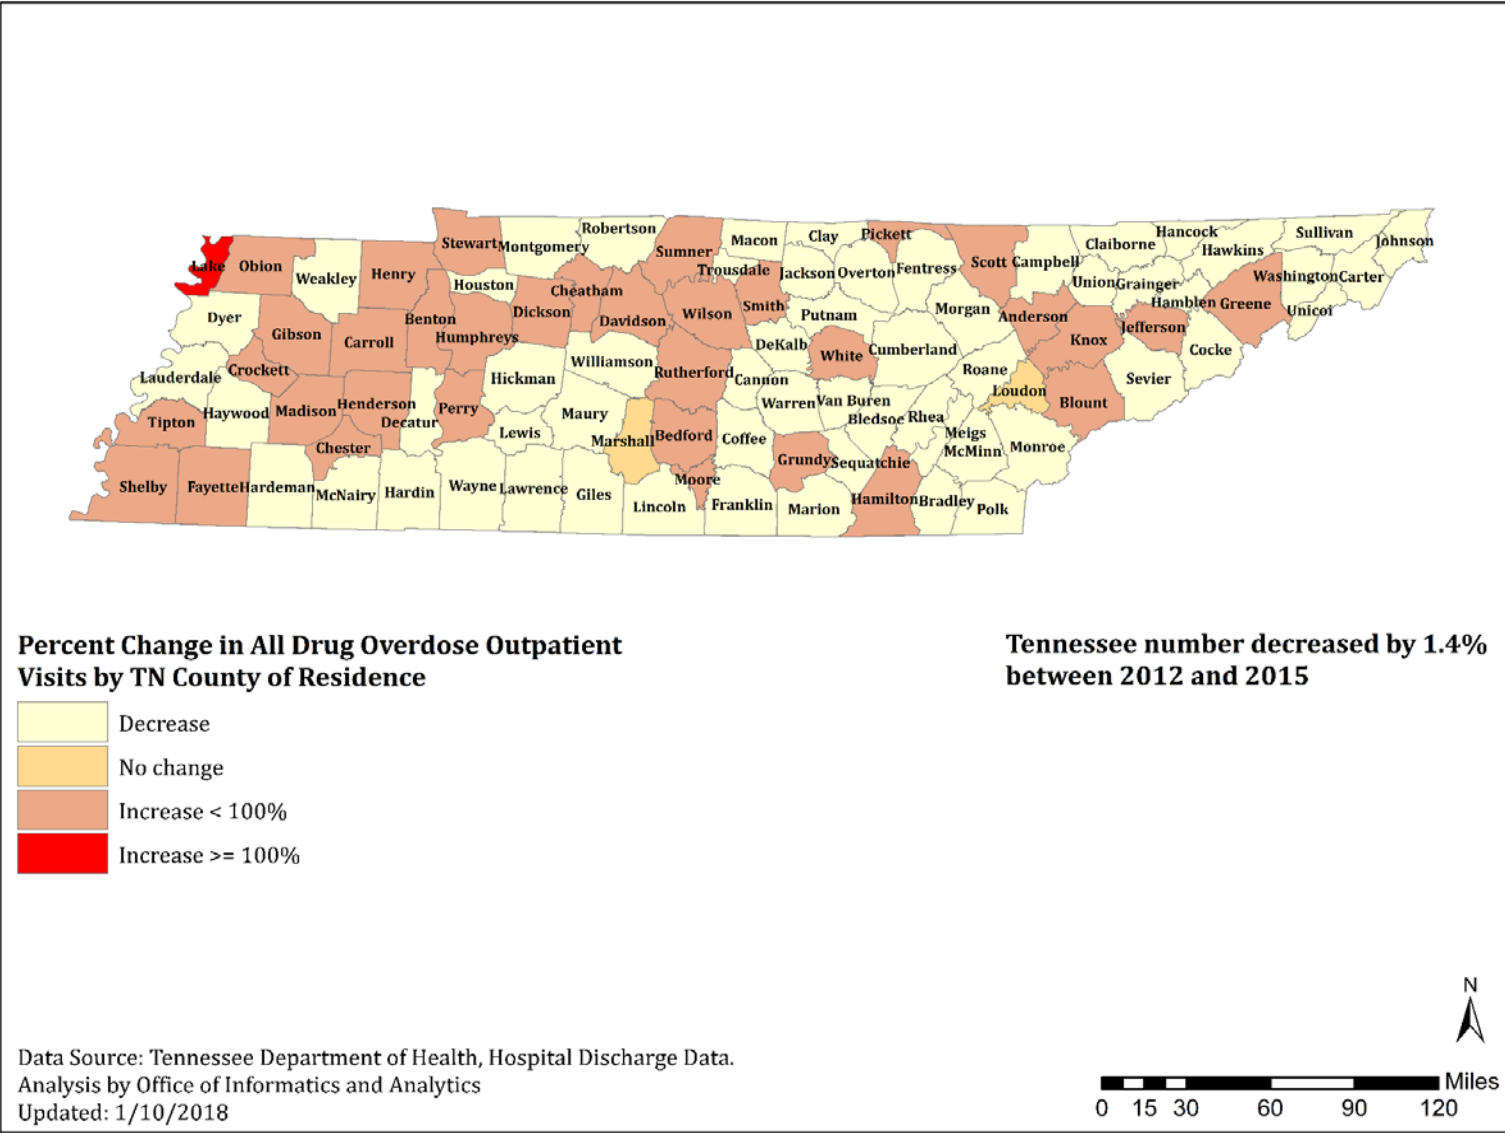 Robertson
Hancock
Stewart
Montgomery
Sumner
Macon
Clay
Pickett
Claiborne
Hawkins
Sullivan
Johnson
Lake
Obion
Weakley
Henry
Houston
Cheatham
Trousdale
Jackson
Overton
Fentress
Scott
Campbell
Union
Grainger
Washington
Carter
Dyer
Gibson
Carroll
Benton
Humphreys
Dickson
Davidson
Wilson
Smith
Putnam
Morgan
Anderson
Knox
Jefferson
Hamblen
Greene
Unicoi
Lauderdale
Crockett
Hickman
Williamson
Rutherford
DeKalb
Cannon
White
Cumberland
Roane
Loudon
Blount
Sevier
Cocke
Tipton
Haywood
Madison
Henderson
Decatur
Perry
Lewis
Maury
Marshall
Bedford
Coffee
Warren
Van Buren
Bledsoe
Rhea
Meigs
McMinn
Monroe
Chester
Moore
Grundy
Sequatchie
Shelby
Fayette
Hardeman
McNairy
Hardin
Wayne
Lawrence
Giles
Lincoln
Franklin
Marion
Hamilton
Bradley
Polk
Percent Change in All Drug Overdose Outpatient
Visits by TN County of Residence
Decrease
No change
Increase < 100%
Increase >= 100%
Tennessee number decreased by 1.4%
between 2012 and 2015
Data Source: Tennessee Department of Health, Hospital Discharge Data.
Analysis by Office of Informatics and Analytics
Updated: 1/10/2018
N
Miles
0 15 30 60 90 120